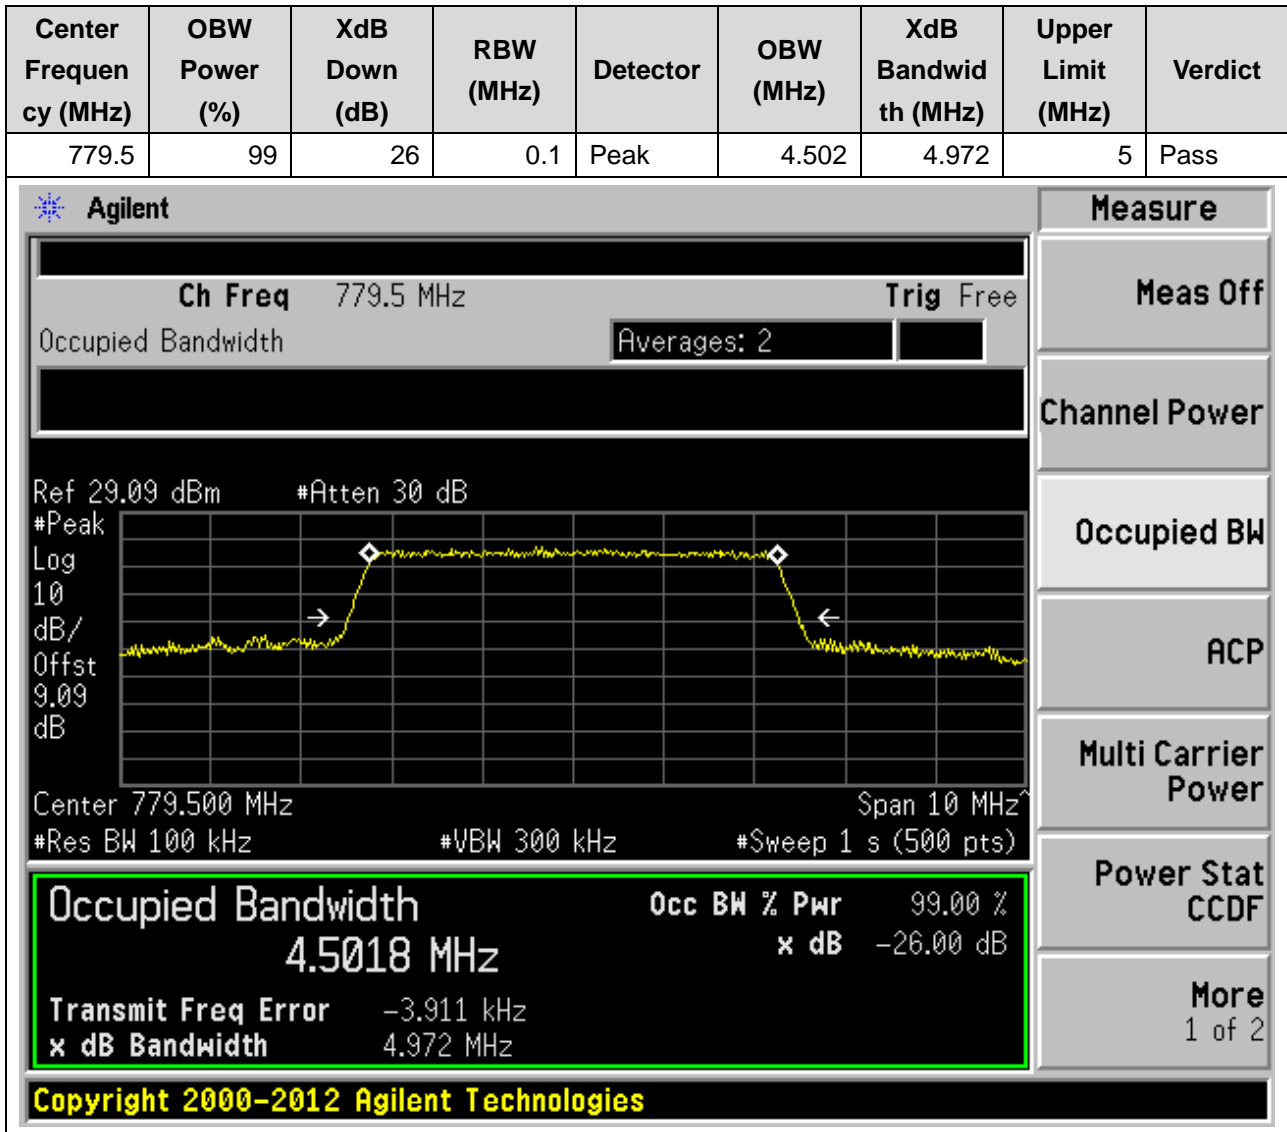 Center Frequen cy (MHz) OBW Power (%) XdB Down (dB) RBW (MHz) Detector OBW (MHz) XdB Bandwid th (MHz) Upper Limit (MHz) Verdict
779.5 99 26 0.1 Peak 4.502 4.972 5 Pass
Agilent
Measure
Ch Freq 779.5 MHz Trig Free
Meas Off
Occupied Bandwidth Averages: 2
Channel Power
Ref 29.09 dBm #Atten 30 dB
#Peak
Log
10
dB/
Offst
9.09
dB
Occupied BW
ACP
Multi Carrier
Power
Center 779.500 MHz Span 10 MHz^
#Res BW 100 kHz #VBW 300 kHz #Sweep 1 s (500 pts)
Power Stat
CCDF
Occupied Bandwidth Occ BW % Pwr 99.00 %
4.5018 MHz x dB -26.00 dB
Transmit Freq Error -3.911 kHz
x dB Bandwidth 4.972 MHz
More
1 of 2
Copyright 2000-2012 Agilent Technologies